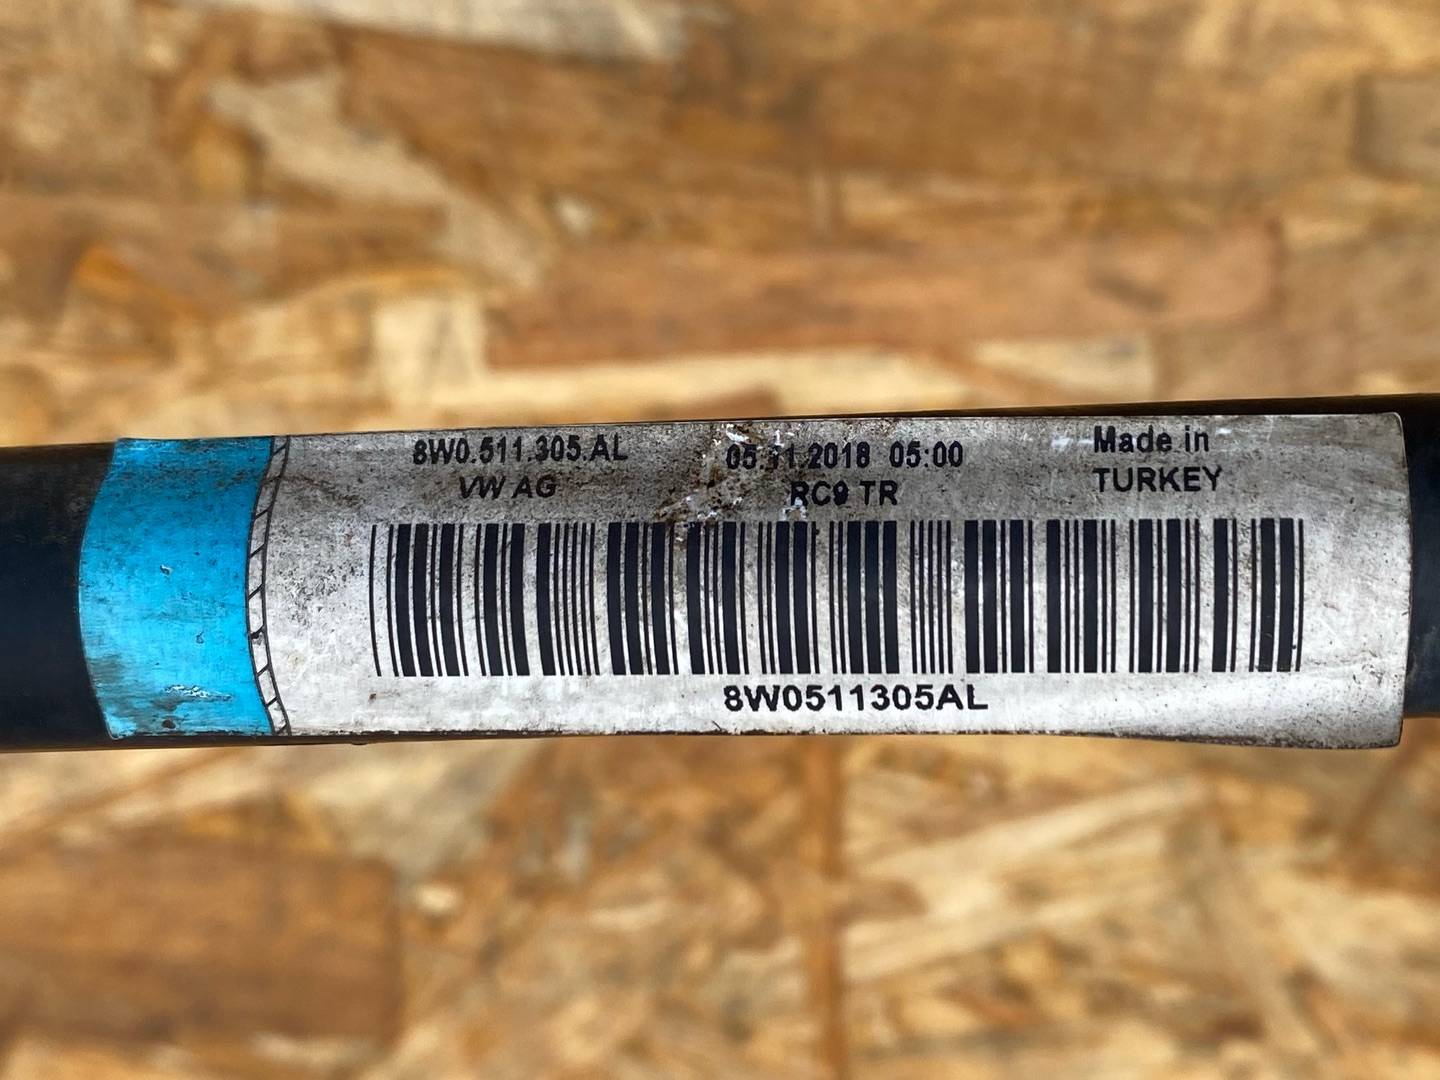 8W0.511.305.AL
VW AG
05.11.2018 05:00
RC9 TR
Made in
TURKEY
8W0511305AL